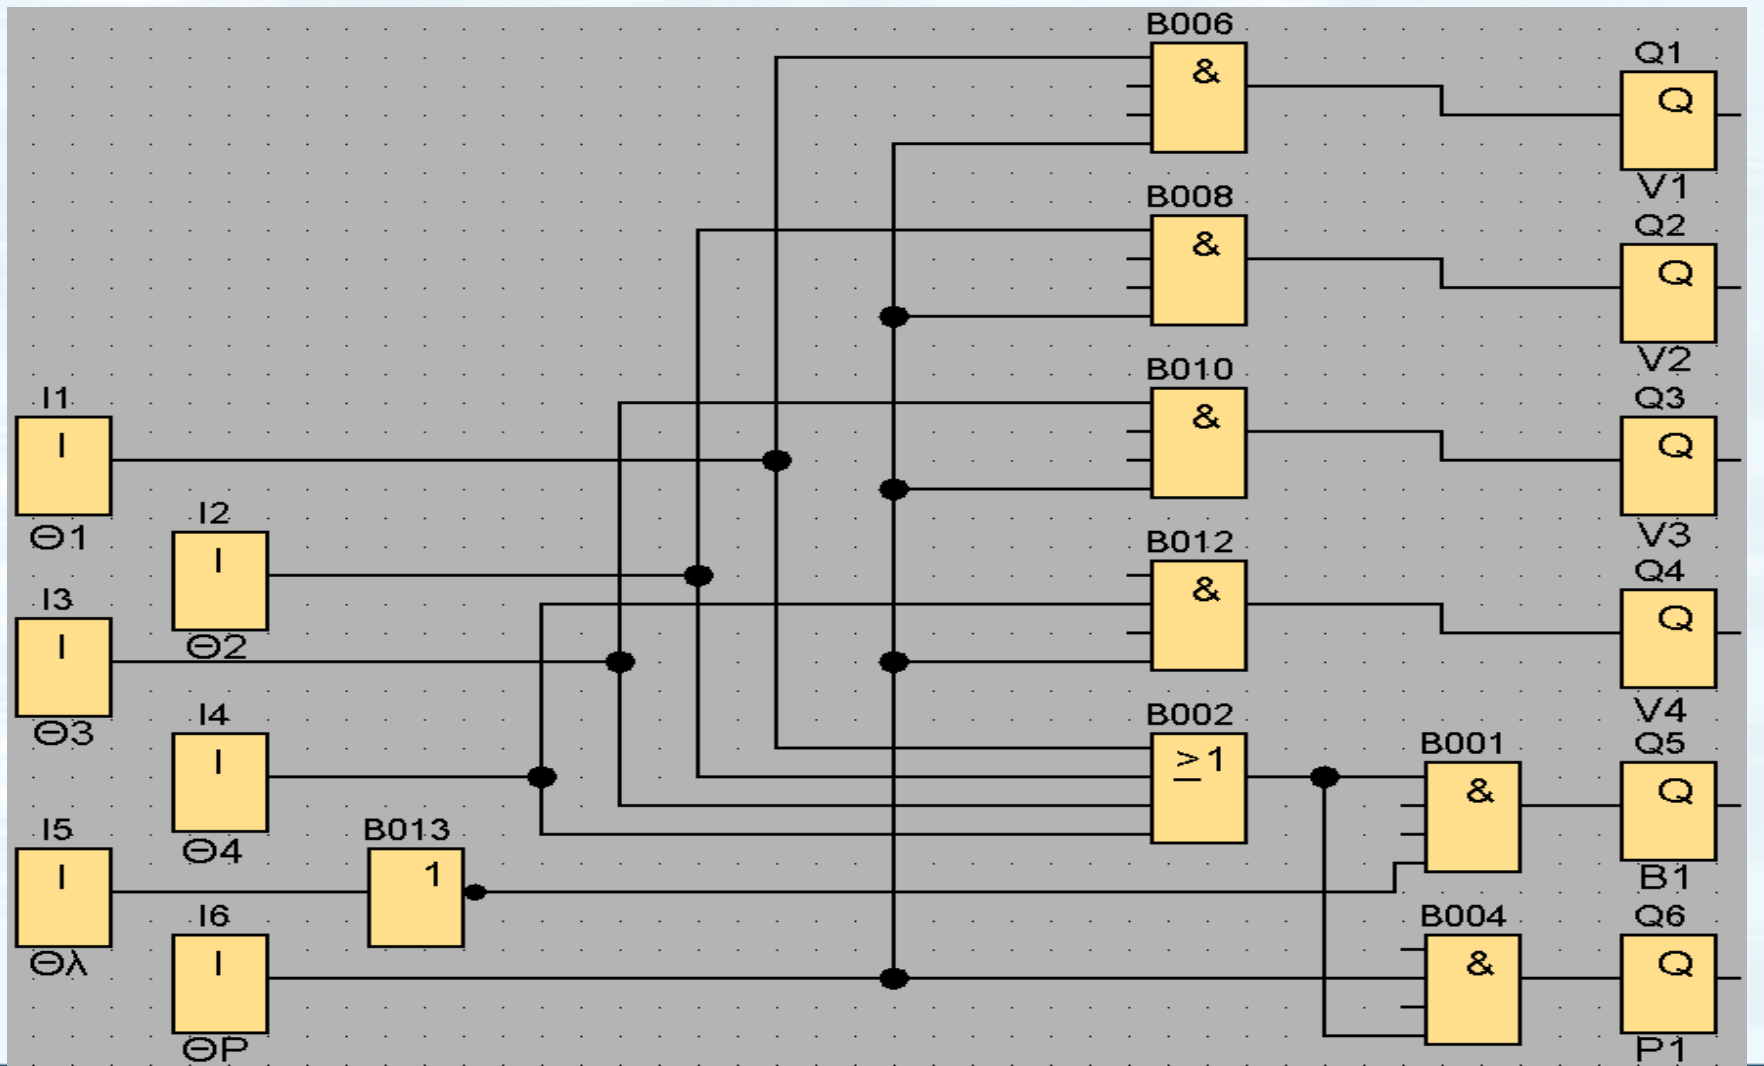 B006
&
Q1
Q
V1
B008
&
Q2
Q
V2
B010
&
Q3
Q
V3
I1
I
Θ1
I2
I
Θ2
B012
&
Q4
Q
V4
I3
I
Θ3
I4
I
Θ4
B002
≥1
B001
&
Q5
Q
B1
I5
I
Θλ
B013
1
I6
I
ΘP
B004
&
Q6
Q
P1